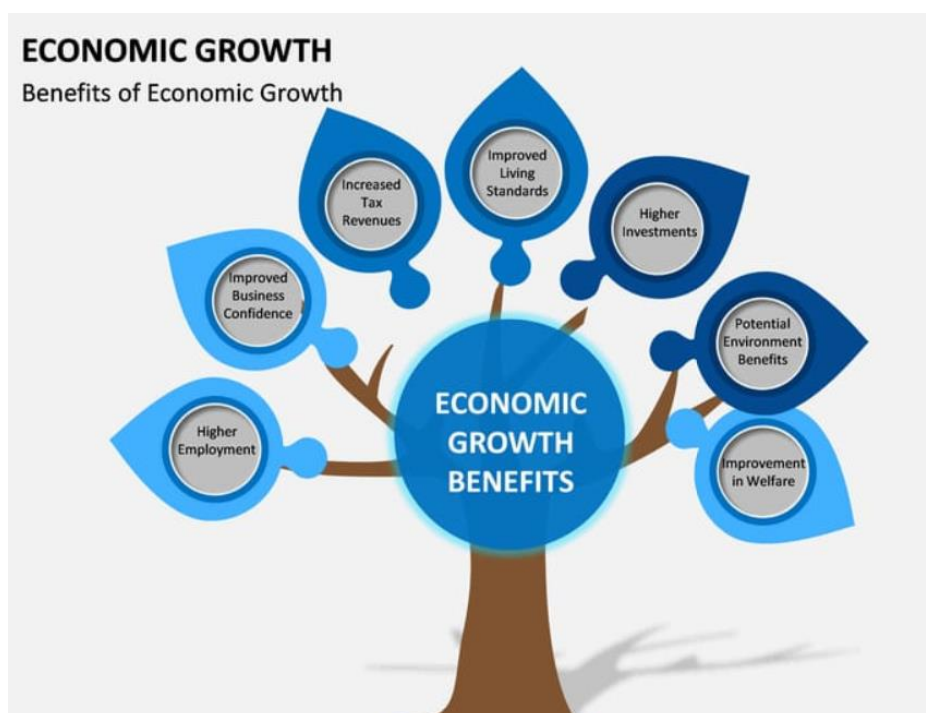 ECONOMIC GROWTH
Benefits of Economic Growth
Higher
Employment
Improved
Business
Confidence
Increased
Tax
Revenues
Improved
Living
Standards
Higher
Investments
Potential
Environment
Benefits
Improvement
in Welfare
ECONOMIC
GROWTH
BENEFITS